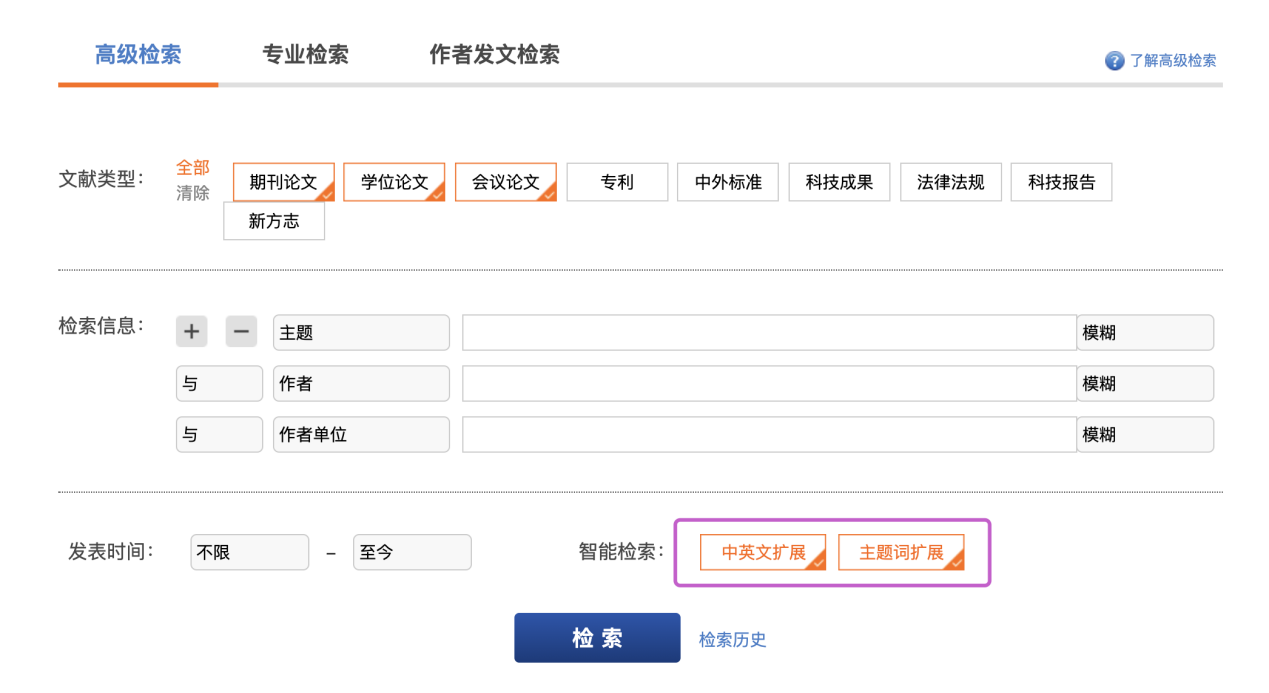 高级检索 专业检索 作者发文检索 了解高级检索
文献类型： 全部 期刊论文 学位论文 会议论文 专利 中外标准 科技成果 法律法规 科技报告
清除
新方志
检索信息： + − 主题 模糊
与 作者 模糊
与 作者单位 模糊
发表时间： 不限 - 至今 智能检索： 中英文扩展 主题词扩展
检索 检索历史